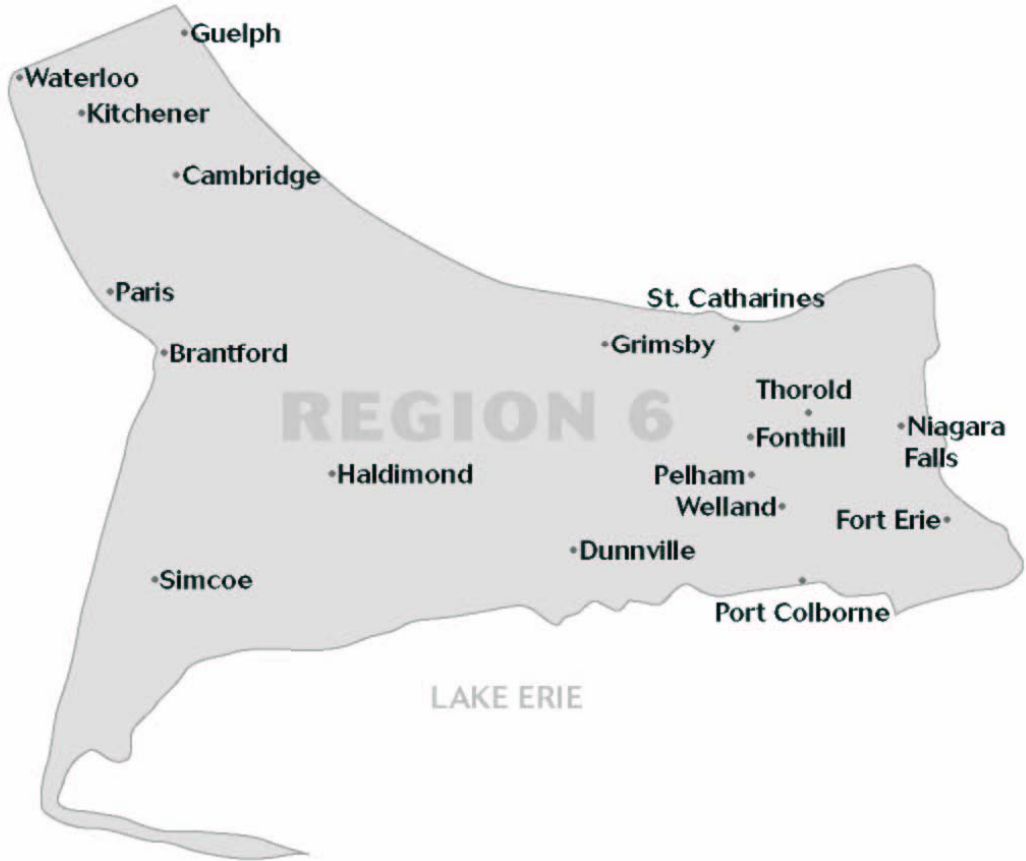 Guelph
Waterloo
Kitchener
Cambridge
Paris
St. Catharines
Grimsby
Brantford
Thorold
REGION 6
Fonthill
Niagara
Falls
Haldimond
Pelham
Welland
Fort Erie
Dunnville
Simcoe
Port Colborne
LAKE ERIE